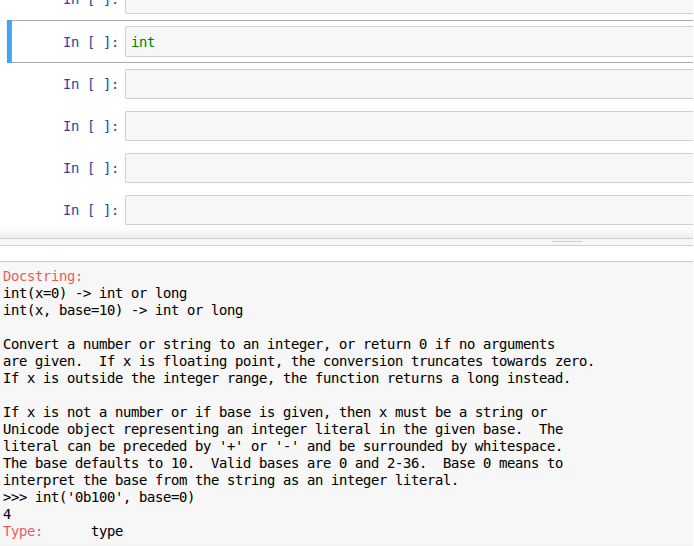 In [ ]:
In [ ]: int
In [ ]:
In [ ]:
In [ ]:
In [ ]:
Docstring:
int(x=0) -> int or long
int(x, base=10) -> int or long
Convert a number or string to an integer, or return 0 if no arguments
are given.  If x is floating point, the conversion truncates towards zero.
If x is outside the integer range, the function returns a long instead.
If x is not a number or if base is given, then x must be a string or
Unicode object representing an integer literal in the given base.  The
literal can be preceded by '+' or '-' and be surrounded by whitespace.
The base defaults to 10.  Valid bases are 0 and 2-36.  Base 0 means to
interpret the base from the string as an integer literal.
>>> int('0b100', base=0)
4
Type:      type